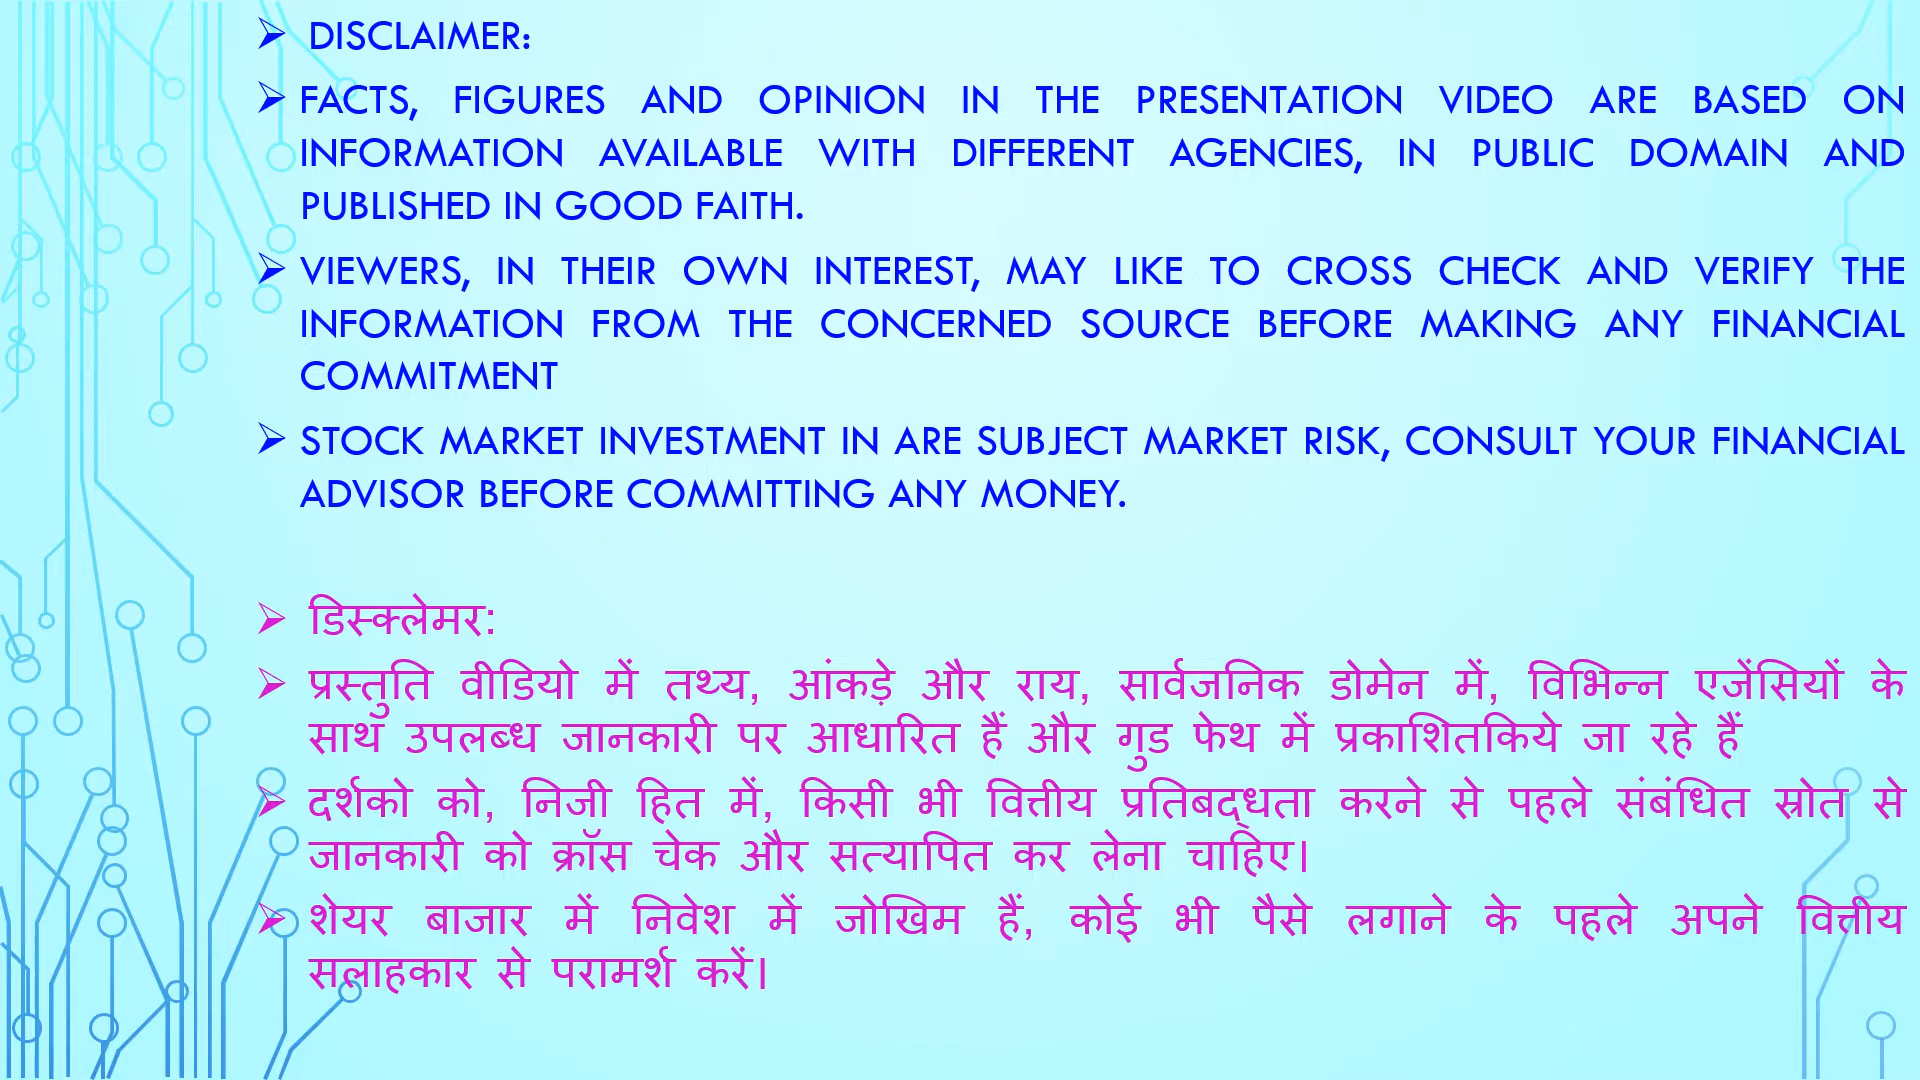 DISCLAIMER:
FACTS, FIGURES AND OPINION IN THE PRESENTATION VIDEO ARE BASED ON
INFORMATION AVAILABLE WITH DIFFERENT AGENCIES, IN PUBLIC DOMAIN AND
PUBLISHED IN GOOD FAITH.
VIEWERS, IN THEIR OWN INTEREST, MAY LIKE TO CROSS CHECK AND VERIFY THE
INFORMATION FROM THE CONCERNED SOURCE BEFORE MAKING ANY FINANCIAL
COMMITMENT
STOCK MARKET INVESTMENT IN ARE SUBJECT MARKET RISK, CONSULT YOUR FINANCIAL
ADVISOR BEFORE COMMITTING ANY MONEY.
डिस्क्लेमर:
प्रस्तुति वीडियो में तथ्य, आंकड़े और राय, सार्वजनिक डोमेन में, विभिन्न एजेंसियों के
साथ उपलब्ध जानकारी पर आधारित हैं और गुड फेथ में प्रकाशितकिये जा रहे हैं
दर्शको को, निजी हित में, किसी भी वित्तीय प्रतिबद्धता करने से पहले संबंधित स्रोत से
जानकारी को क्रॉस चेक और सत्यापित कर लेना चाहिए।
शेयर बाजार में निवेश में जोखिम हैं, कोई भी पैसे लगाने के पहले अपने वित्तीय
सलाहकार से परामर्श करें।